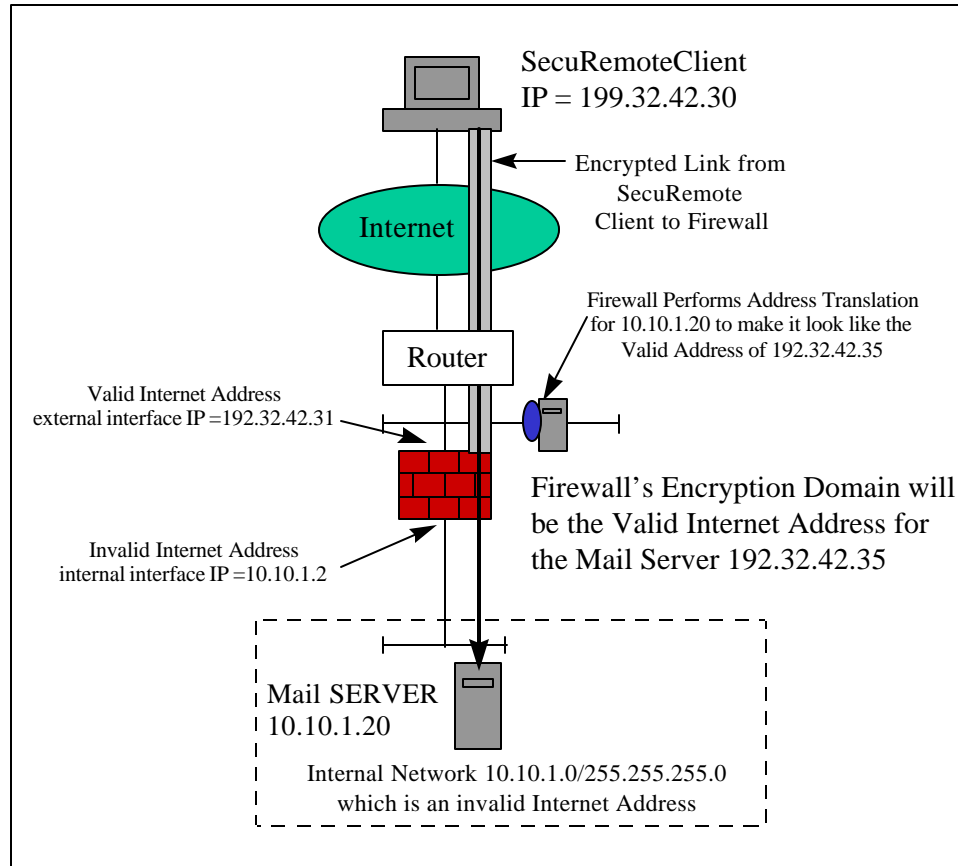 SecuRemoteClient
IP = 199.32.42.30
Encrypted Link from
SecuRemote
Client to Firewall
Internet
Firewall Performs Address Translation
for 10.10.1.20 to make it look like the
Valid Address of 192.32.42.35
Router
Valid Internet Address
external interface IP =192.32.42.31
Firewall’s Encryption Domain will
be the Valid Internet Address for
the Mail Server 192.32.42.35
Invalid Internet Address
internal interface IP =10.10.1.2
Mail SERVER
10.10.1.20
Internal Network 10.10.1.0/255.255.255.0
which is an invalid Internet Address